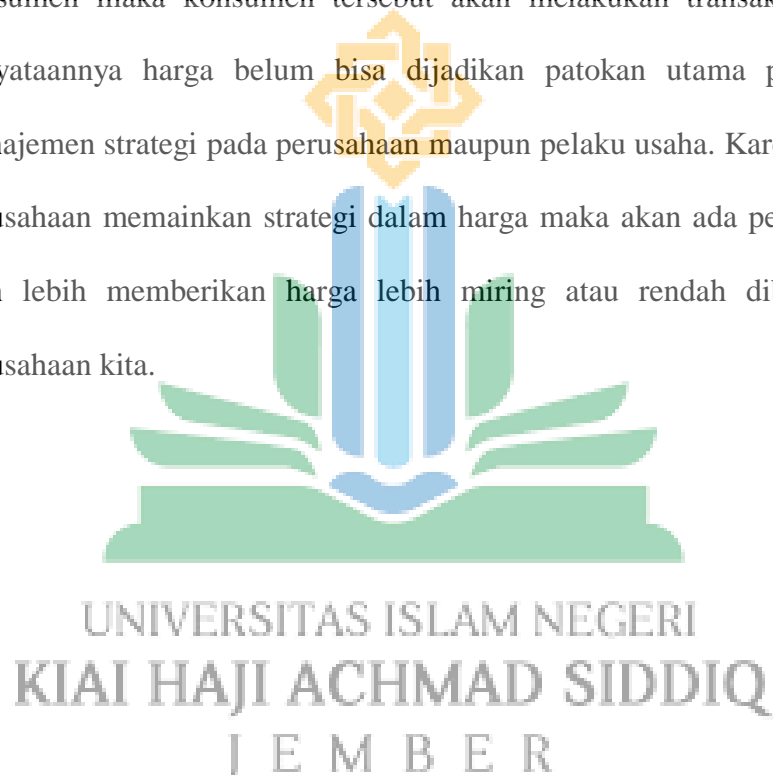 sumen maka konsumen tersebut akan melakukan transak
yataannya harga belum bisa dijadikan patokan utama p
najemen strategi pada perusahaan maupun pelaku usaha. Kar
usahaan memainkan strategi dalam harga maka akan ada pe
lebih memberikan harga lebih miring atau rendah di
usahaan kita.
UNIVERSITAS ISLAM NEGERI
KIAI HAJI ACHMAD SIDDIQ
J E M B E R